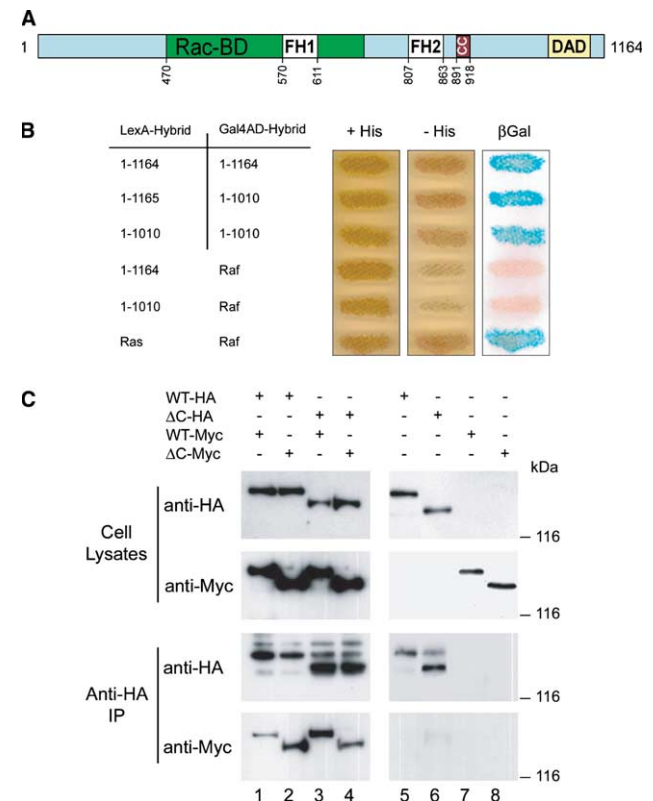 A
1 Rac-BD FH1 FH2 CC DAD 1164
470 570 611 807 863 891 918
B
LexA-Hybrid Gal4AD-Hybrid + His - His βGal
1-1164 1-1164
1-1165 1-1010
1-1010 1-1010
1-1164 Raf
1-1010 Raf
Ras Raf
C
WT-HA + + - - + - - -
ΔC-HA - - + + - + - -
WT-Myc + - + - - - + -
ΔC-Myc - + - + - - - +
kDa
Cell Lysates
anti-HA
– 116
anti-Myc
– 116
Anti-HA IP
anti-HA
– 116
anti-Myc
– 116
1 2 3 4 5 6 7 8